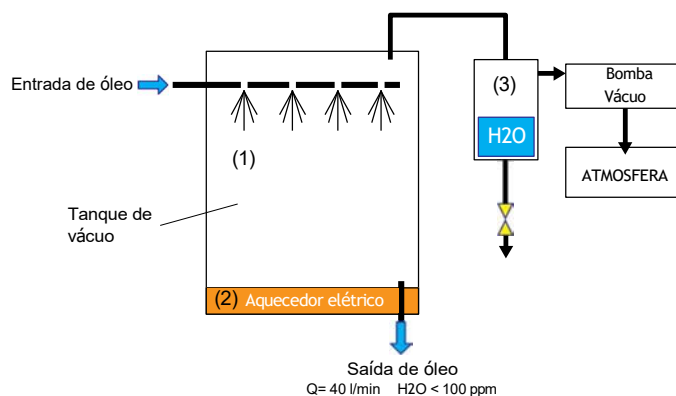 Entrada de óleo
(1)
Tanque de
vácuo
(2) Aquecedor elétrico
Saída de óleo
Q= 40 l/min H2O < 100 ppm
(3)
H2O
Bomba
Vácuo
ATMOSFERA